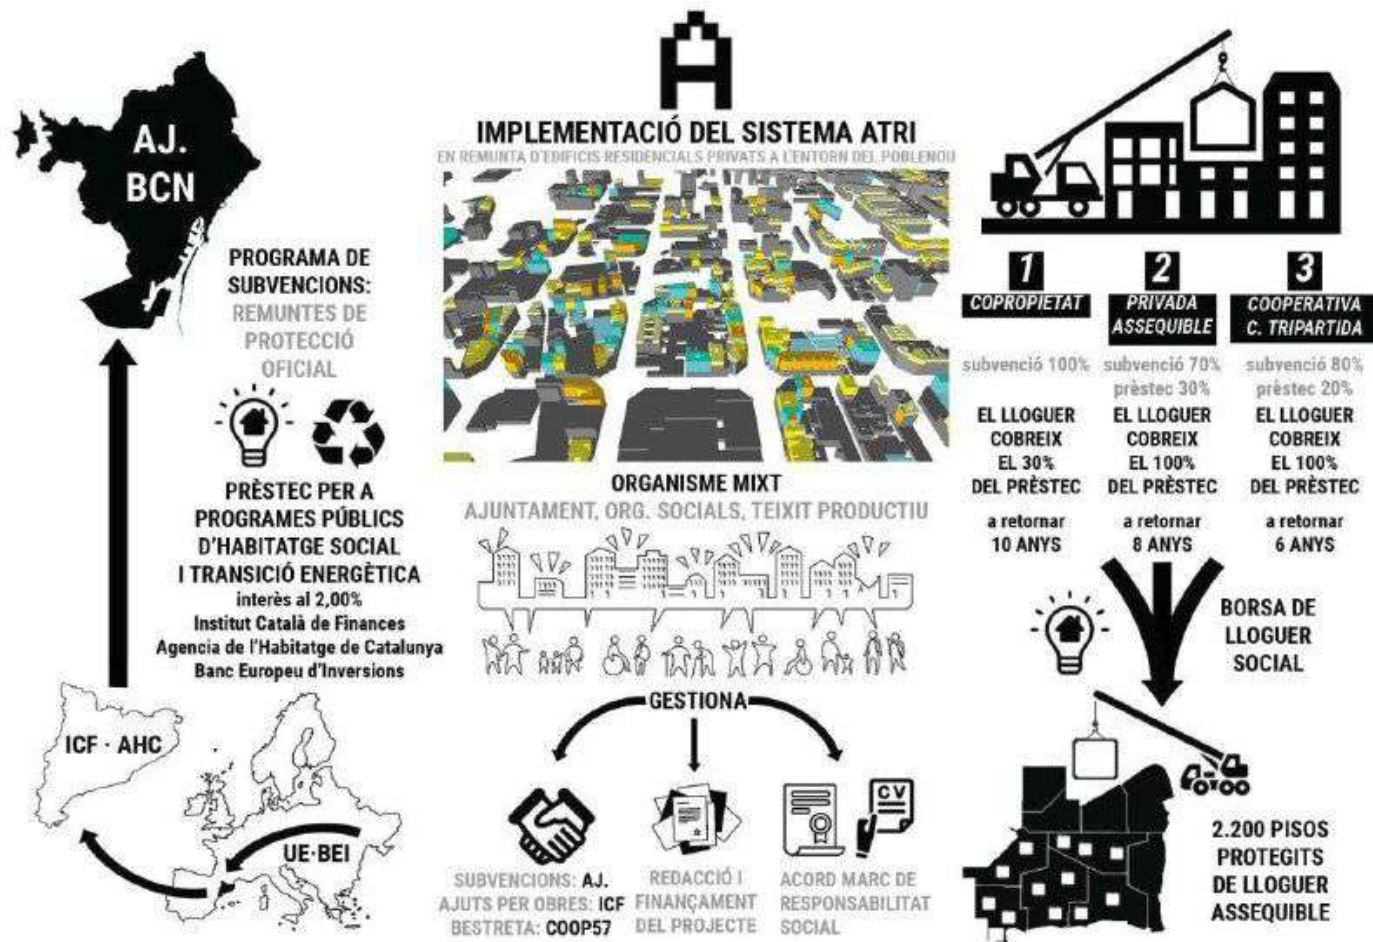 AJ.
BCN
PROGRAMA DE
SUBVENCIONS:
REMUNTES DE
PROTECCIÓ
OFICIAL
PRÈSTEC PER A
PROGRAMES PÚBLICS
D'HABITATGE SOCIAL
I TRANSICIÓ ENERGÈTICA
interès al 2,00%
Institut Català de Finances
Agencia de l'Habitatge de Catalunya
Banc Europeu d'Inversions
ICF · AHC
UE·BEI
IMPLEMENTACIÓ DEL SISTEMA ATRI
EN REMUNTA D'EDIFICIS RESIDENCIALS PRIVATS A L'ENTORN DEL POBLENOU
ORGANISME MIXT
AJUNTAMENT, ORG. SOCIALS, TEIXIT PRODUCTIU
GESTIONA
SUBVENCIONS: AJ.
AJUTS PER OBRES: ICF
BESTRETA: COOP57
REDACCIÓ I
FINANÇAMENT
DEL PROJECTE
CV
ACORD MARC DE
RESPONSABILITAT
SOCIAL
1
COPROPIETAT
subvenció 100%
EL LLOGUER
COBREIX
EL 30%
DEL PRÈSTEC
a retornar
10 ANYS
2
PRIVADA
ASSEQUIBLE
subvenció 70%
prèstec 30%
EL LLOGUER
COBREIX
EL 100%
DEL PRÈSTEC
a retornar
8 ANYS
3
COOPERATIVA
C. TRIPARTIDA
subvenció 80%
prèstec 20%
EL LLOGUER
COBREIX
EL 100%
DEL PRÈSTEC
a retornar
6 ANYS
BORSA DE
LLOGUER
SOCIAL
2.200 PISOS
PROTEGITS
DE LLOGUER
ASSEQUIBLE